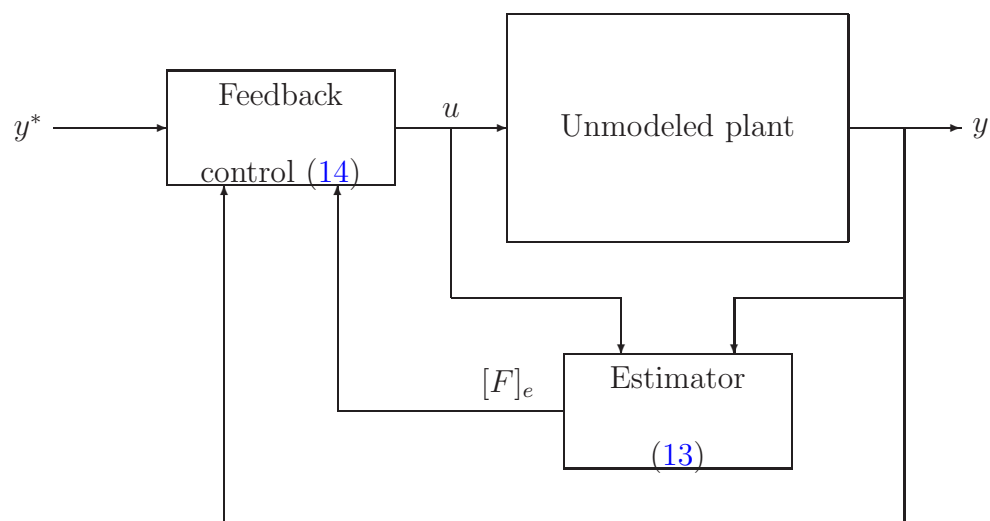 Feedback
control (14)
y*
u
Unmodeled plant
y
[F]e
Estimator
(13)